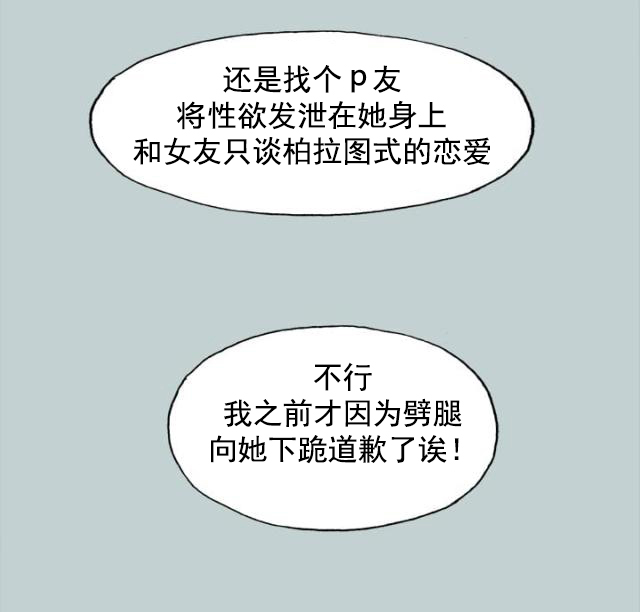 还是找个p友
将性欲发泄在她身上
和女友只谈柏拉图式的恋爱
不行
我之前才因为劈腿
向她下跪道歉了诶！